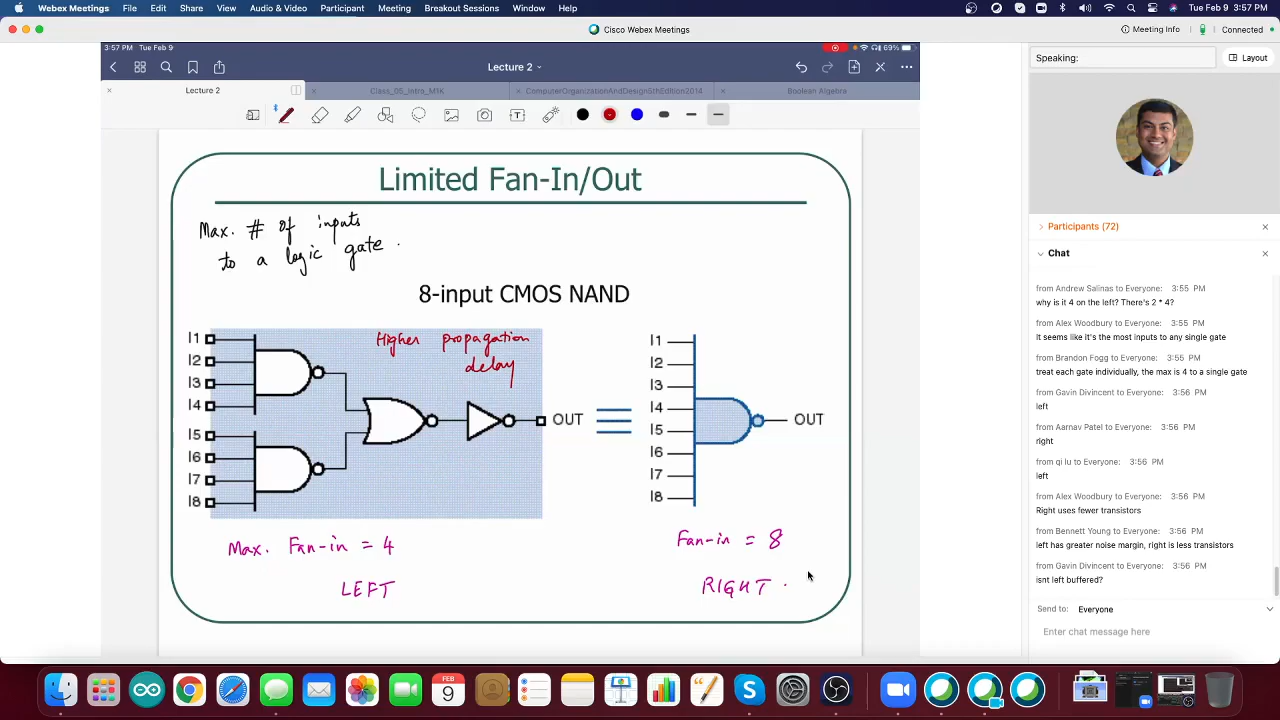 Webex Meetings File Edit Share View Audio & Video Participant Meeting Breakout Sessions Window Help Tue Feb 9 3:57 PM
Cisco Webex Meetings
Meeting Info Connected
3:57 PM Tue Feb 9
69%
Lecture 2
Lecture 2
Class_05_Intra_M1K
ComputerOrganizationAndDesign5thEdition2014
Boolean Algebra
Limited Fan-In/Out
Max. # of inputs
to a logic gate.
8-input CMOS NAND
Higher propagation
delay
I1
I2
I3
I4
I5
I6
I7
I8
OUT
I1
I2
I3
I4
I5
I6
I7
I8
OUT
Max. Fan-in = 4
LEFT
Fan-in = 8
RIGHT.
Speaking:
Layout
Participants (72)
Chat
from Andrew Salinas to Everyone: 3:55 PM
why is it 4 on the left? There's 2 * 4?
from Alex Woodbury to Everyone: 3:55 PM
It seems like it's the most inputs to any single gate
from Brandon Fogg to Everyone: 3:55 PM
treat each gate individually, the max is 4 to a single gate
from Gavin Divincent to Everyone: 3:56 PM
left
from Aarnav Patel to Everyone: 3:56 PM
right
from qi lu to Everyone: 3:56 PM
left
from Alex Woodbury to Everyone: 3:56 PM
Right uses fewer transistors
from Bennett Young to Everyone: 3:56 PM
left has greater noise margin, right is less transistors
from Gavin Divincent to Everyone: 3:56 PM
isnt left buffered?
Send to: Everyone
Enter chat message here
FEB
9